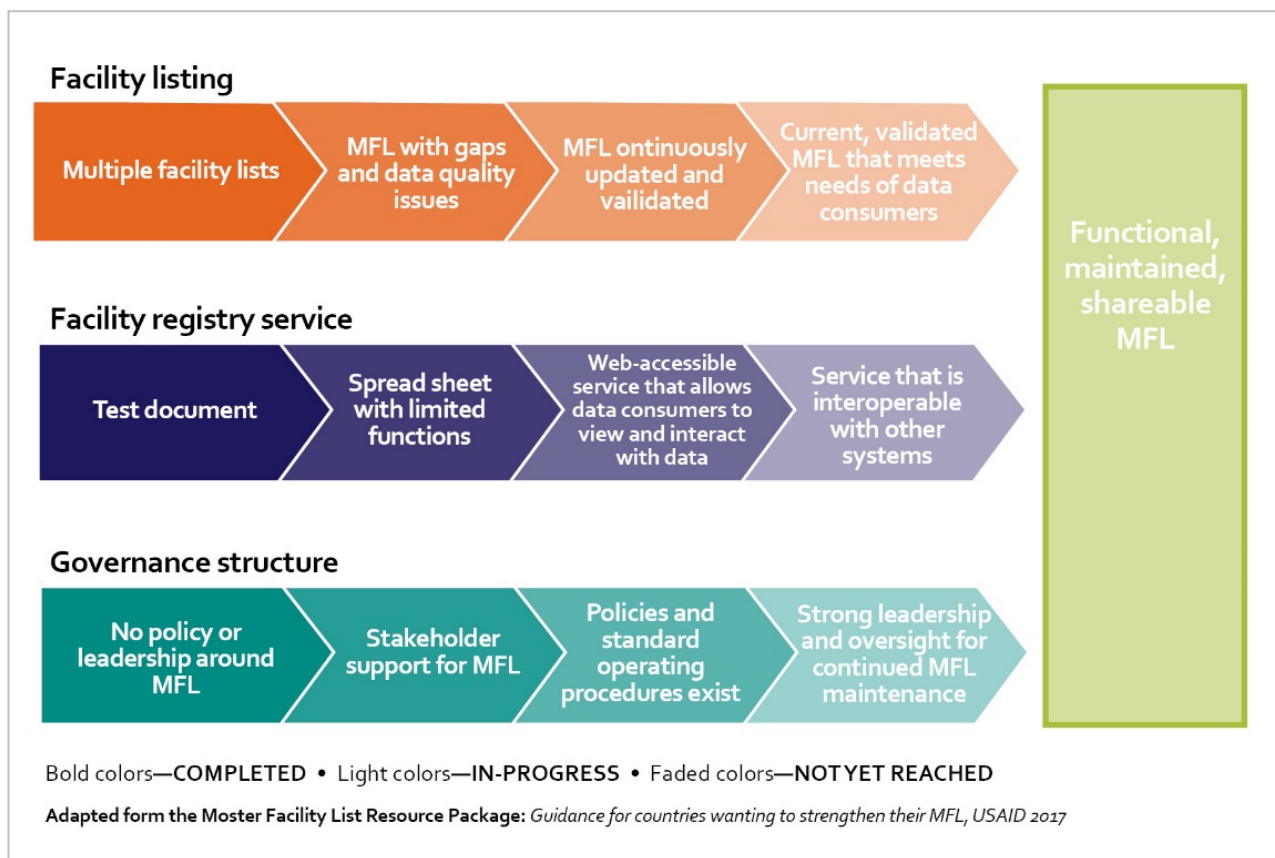 Facility listing
Multiple facility lists
MFL with gaps
and data quality
issues
MFL ontinuously
updated and
vailidated
Current, validated
MFL that meets
needs of data
consumers
Functional,
maintained,
shareable
MFL
Facility registry service
Test document
Spread sheet
with limited
functions
Web-accessible
service that allows
data consumers to
view and interact
with data
Service that is
interoperable
with other
systems
Governance structure
No policy or
leadership around
MFL
Stakeholder
support for MFL
Policies and
standard
operating
procedures exist
Strong leadership
and oversight for
continued MFL
maintenance
Bold colors—COMPLETED • Light colors—IN-PROGRESS • Faded colors—NOT YET REACHED
Adapted form the Moster Facility List Resource Package: Guidance for countries wanting to strengthen their MFL, USAID 2017